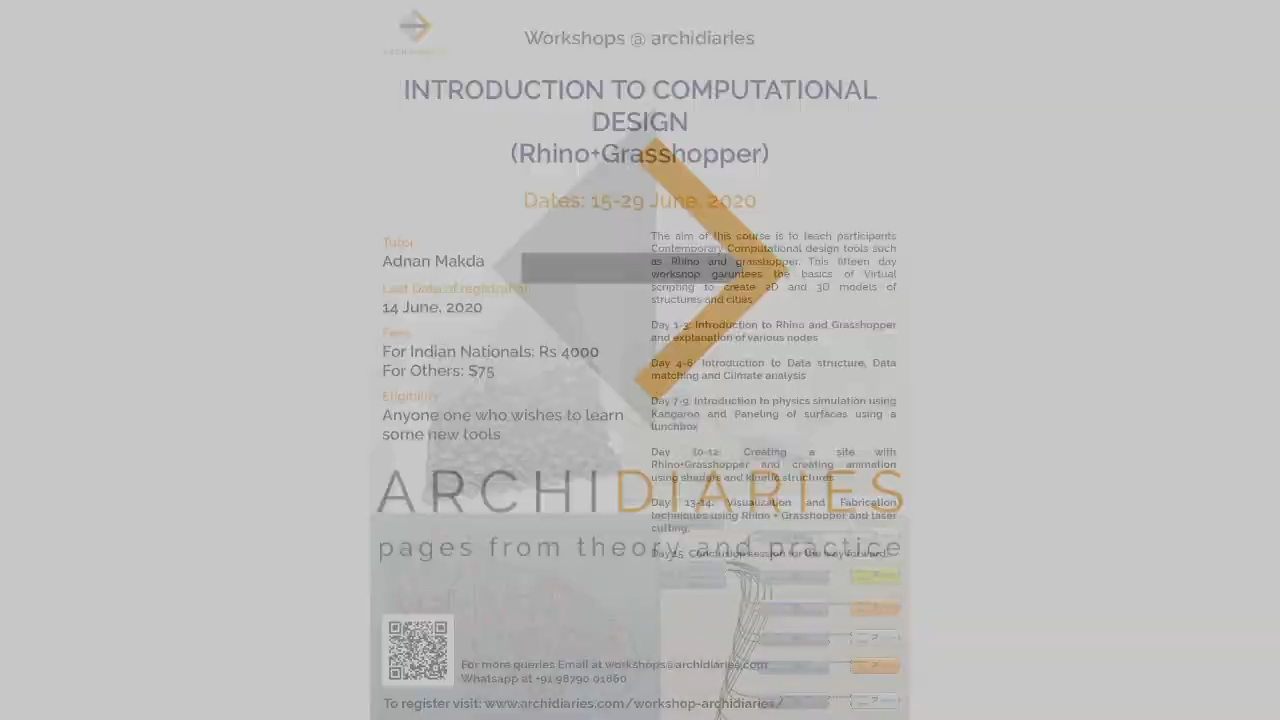 Workshops @ archidiaries
INTRODUCTION TO COMPUTATIONAL
DESIGN
(Rhino+Grasshopper)
Dates: 15-29 June, 2020
Tutor
Adnan Makda
Last Date of registration
14 June, 2020
Fees
For Indian Nationals: Rs 4000
For Others: $75
Eligibility
Anyone one who wishes to learn
some new tools
The aim of this course is to teach participants
Contemporary Computational design tools such
as Rhino and grasshopper. This fifteen day
workshop garuntees the basics of Virtual
scripting to create 2D and 3D models of
structures and cities.
Day 1-3: Introduction to Rhino and Grasshopper
and explanation of various nodes
Day 4-6: Introduction to Data structure, Data
matching and Climate analysis
Day 7-9: Introduction to physics simulation using
Kangaroo and Paneling of surfaces using a
lunchbox
Day 10-12: Creating a site with
Rhino+Grasshopper and creating animation
using shaders and kinetic structures
Day 13-14: Visualization and Fabrication
techniques using Rhino + Grasshopper and laser
cutting.
Day 15: Conclusion session for the way forward.
ARCHIDIARIES
pages from theory and practice
For more queries Email at workshops@archidiaries.com
Whatsapp at +91 98790 01860
To register visit: www.archidiaries.com/workshop-archidiaries/